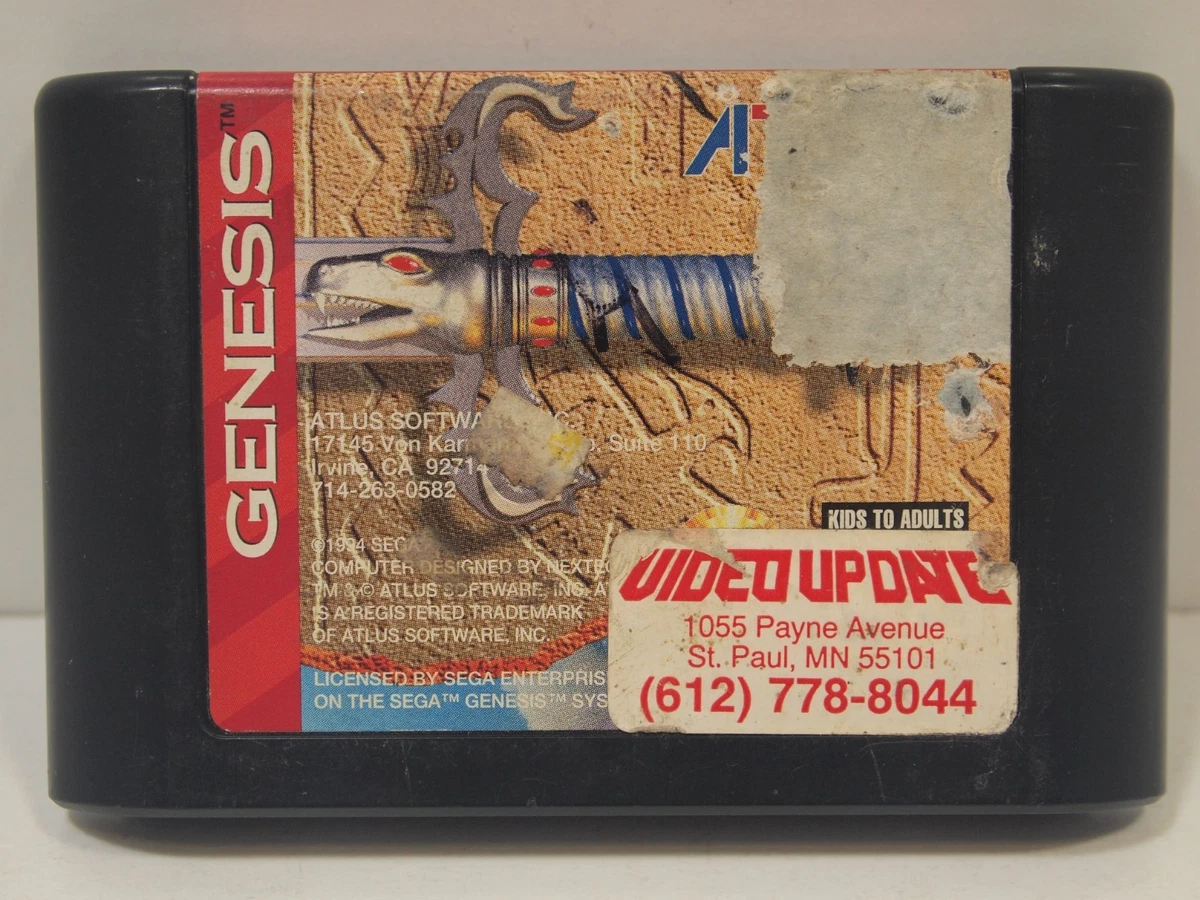 GENESIS™
ATLUS SOFTWA C.
17145 Von Kar . Suite 110
Irvine, CA 9271
714-263-0582
KIDS TO ADULTS
©1994 SEGA
COMPUTER DESIGNED BY NEXTEC
TM & © ATLUS SOFTWARE, INC. A
IS A REGISTERED TRADEMARK
OF ATLUS SOFTWARE, INC.
LICENSED BY SEGA ENTERPRIS
ON THE SEGA™ GENESIS™ SYS
VIDEO UPDATE
1055 Payne Avenue
St. Paul, MN 55101
(612) 778-8044